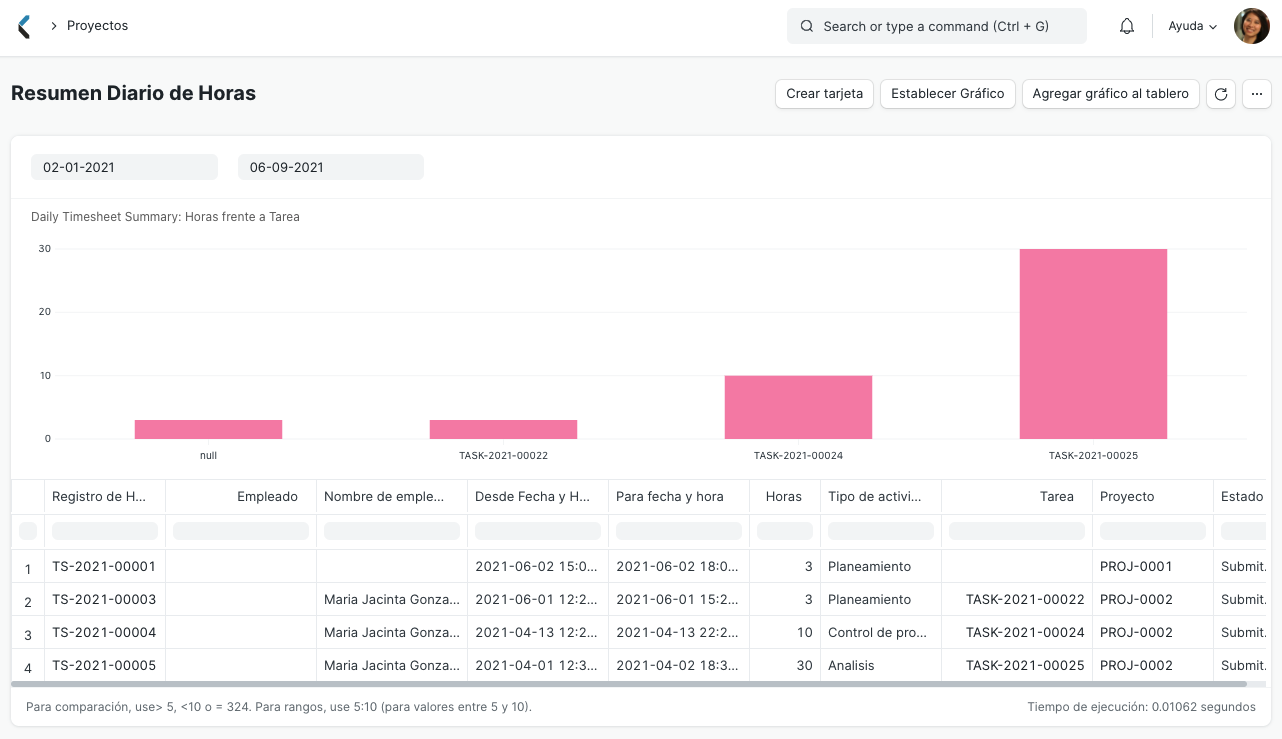 Proyectos
Search or type a command (Ctrl + G)
Ayuda
Resumen Diario de Horas
Crear tarjeta
Establecer Gráfico
Agregar gráfico al tablero
02-01-2021
06-09-2021
Daily Timesheet Summary: Horas frente a Tarea
30
20
10
0
null TASK-2021-00022 TASK-2021-00024 TASK-2021-00025
Registro de H... Empleado Nombre de emple... Desde Fecha y H... Para fecha y hora Horas Tipo de activi... Tarea Proyecto Estado
1 TS-2021-00001 2021-06-02 15:0... 2021-06-02 18:0... 3 Planeamiento PROJ-0001 Submit.
2 TS-2021-00003 Maria Jacinta Gonza... 2021-06-01 12:2... 2021-06-01 15:2... 3 Planeamiento TASK-2021-00022 PROJ-0002 Submit.
3 TS-2021-00004 Maria Jacinta Gonza... 2021-04-13 12:2... 2021-04-13 22:2... 10 Control de pro... TASK-2021-00024 PROJ-0002 Submit.
4 TS-2021-00005 Maria Jacinta Gonza... 2021-04-01 12:3... 2021-04-02 18:3... 30 Analisis TASK-2021-00025 PROJ-0002 Submit.
Para comparación, use> 5, <10 o = 324. Para rangos, use 5:10 (para valores entre 5 y 10).
Tiempo de ejecución: 0.01062 segundos